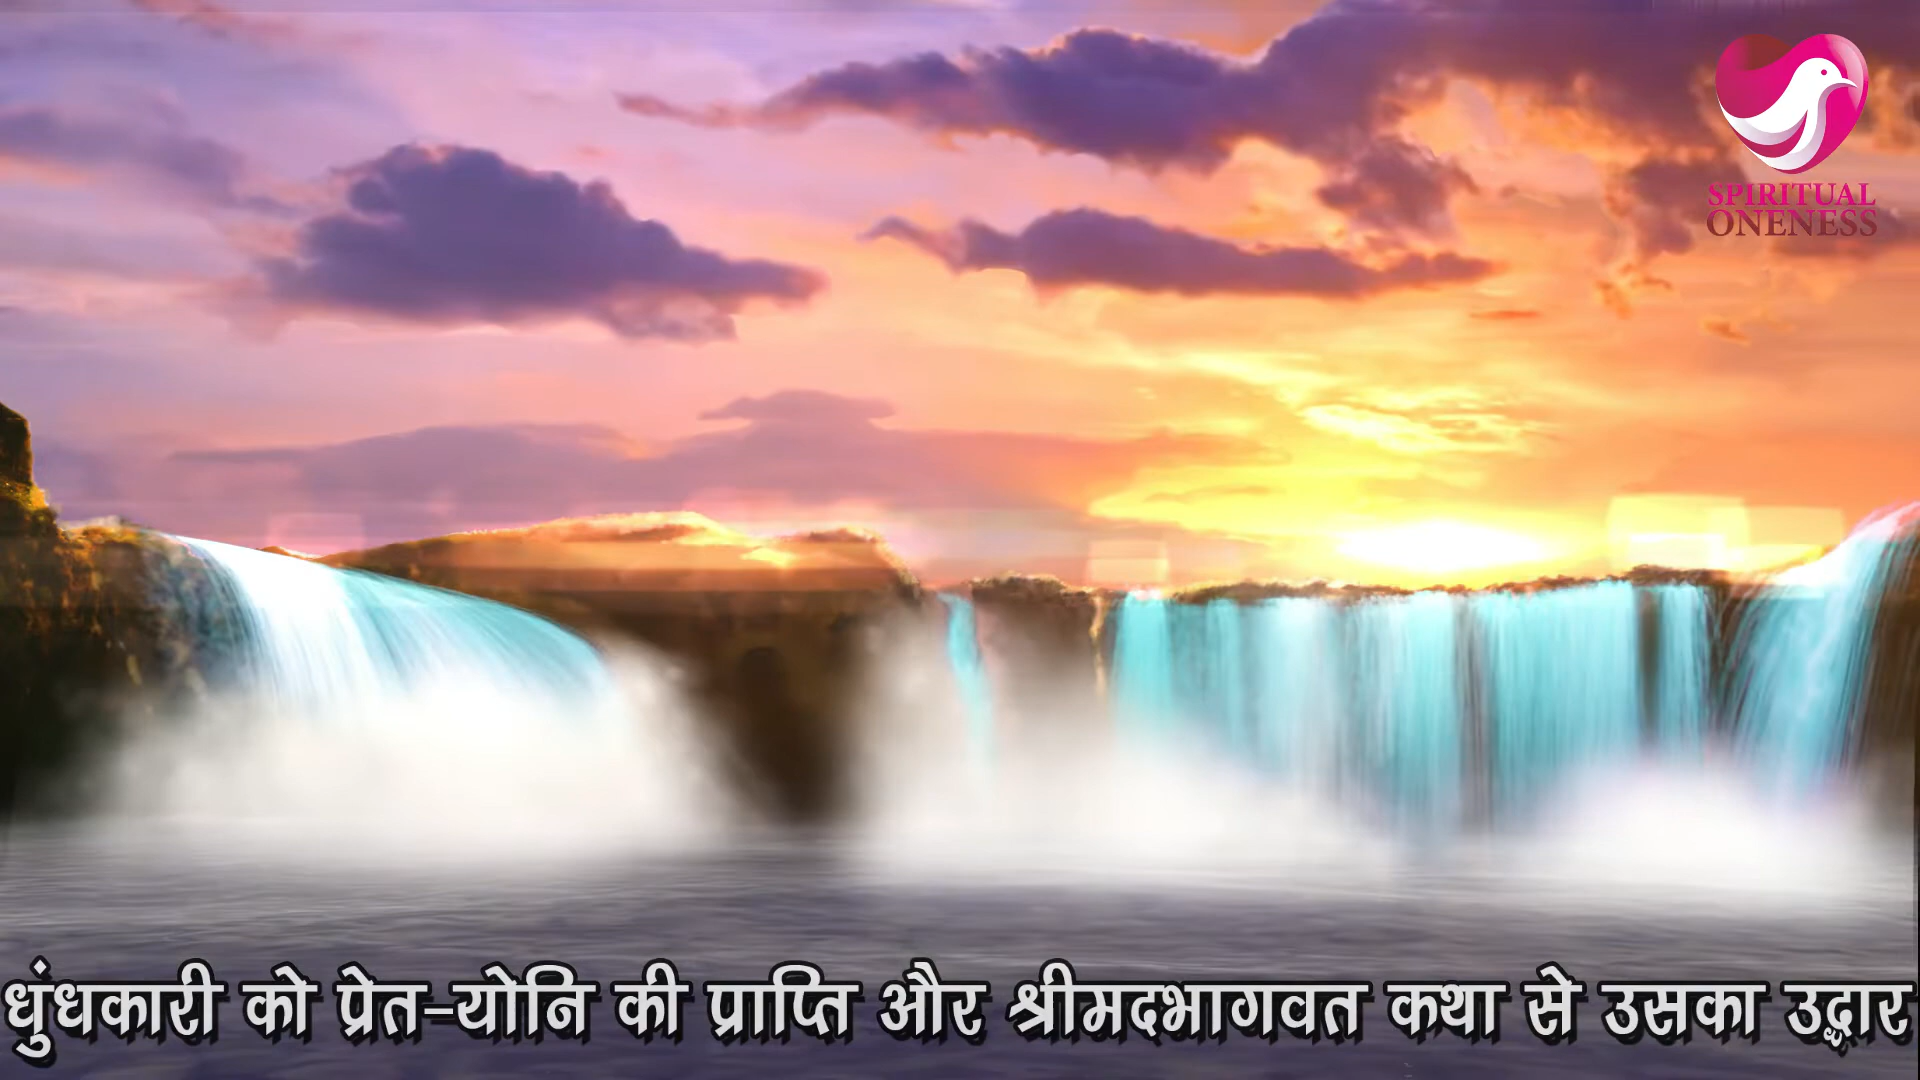 SPIRITUAL
ONENESS
धुंधकारी को प्रेत-योनि की प्राप्ति और श्रीमदभागवत कथा से उसका उद्धार